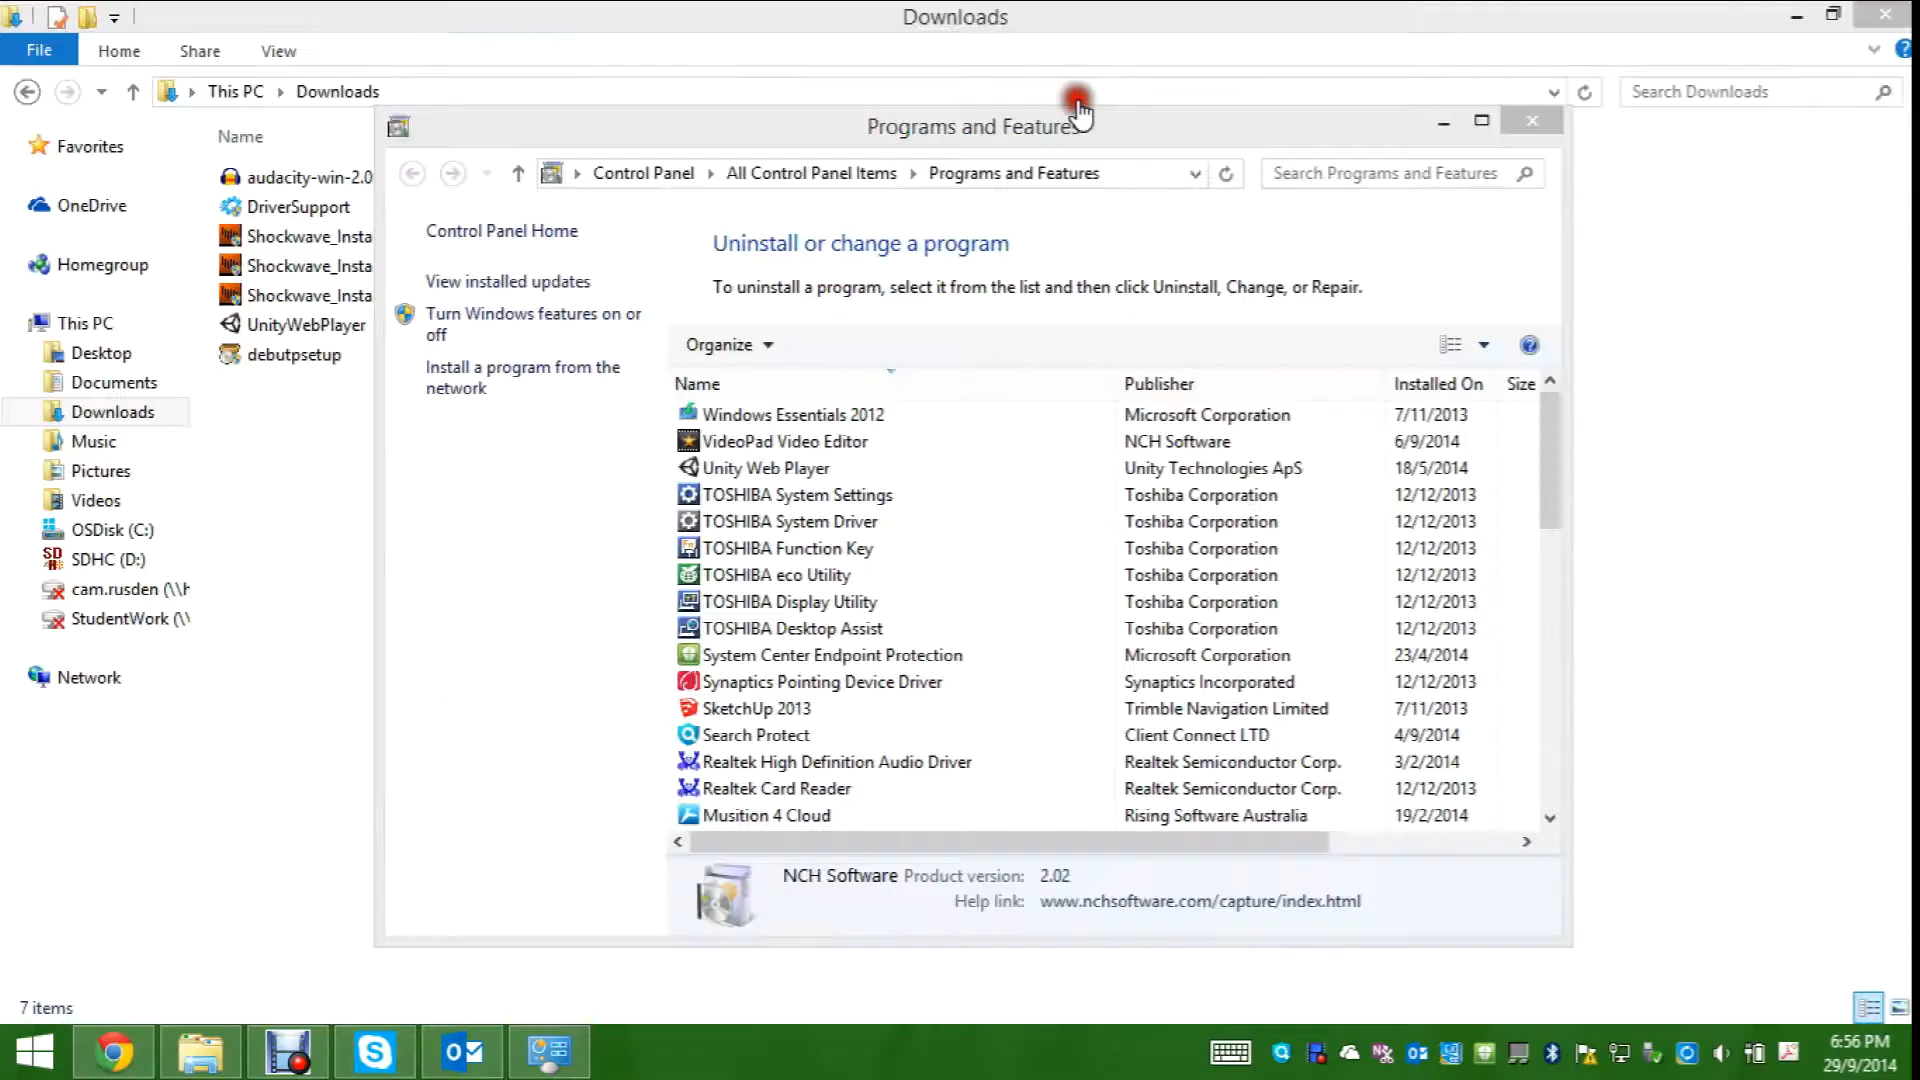 Downloads
File
Home
Share
View
This PC
Downloads
Search Downloads
Favorites
OneDrive
Homegroup
This PC
Desktop
Documents
Downloads
Music
Pictures
Videos
OSDisk (C:)
SDHC (D:)
cam.rusden (\\h
StudentWork (\\
Network
Name
audacity-win-2.0
DriverSupport
Shockwave_Insta
Shockwave_Insta
Shockwave_Insta
UnityWebPlayer
debutpsetup
Programs and Features
Control Panel
All Control Panel Items
Programs and Features
Search Programs and Features
Control Panel Home
View installed updates
Turn Windows features on or
off
Install a program from the
network
Uninstall or change a program
To uninstall a program, select it from the list and then click Uninstall, Change, or Repair.
Organize
Name Publisher Installed On Size
Windows Essentials 2012 Microsoft Corporation 7/11/2013
VideoPad Video Editor NCH Software 6/9/2014
Unity Web Player Unity Technologies ApS 18/5/2014
TOSHIBA System Settings Toshiba Corporation 12/12/2013
TOSHIBA System Driver Toshiba Corporation 12/12/2013
TOSHIBA Function Key Toshiba Corporation 12/12/2013
TOSHIBA eco Utility Toshiba Corporation 12/12/2013
TOSHIBA Display Utility Toshiba Corporation 12/12/2013
TOSHIBA Desktop Assist Toshiba Corporation 12/12/2013
System Center Endpoint Protection Microsoft Corporation 23/4/2014
Synaptics Pointing Device Driver Synaptics Incorporated 12/12/2013
SketchUp 2013 Trimble Navigation Limited 7/11/2013
Search Protect Client Connect LTD 4/9/2014
Realtek High Definition Audio Driver Realtek Semiconductor Corp. 3/2/2014
Realtek Card Reader Realtek Semiconductor Corp. 12/12/2013
Musition 4 Cloud Rising Software Australia 19/2/2014
NCH Software Product version: 2.02
Help link: www.nchsoftware.com/capture/index.html
7 items
6:56 PM
29/9/2014